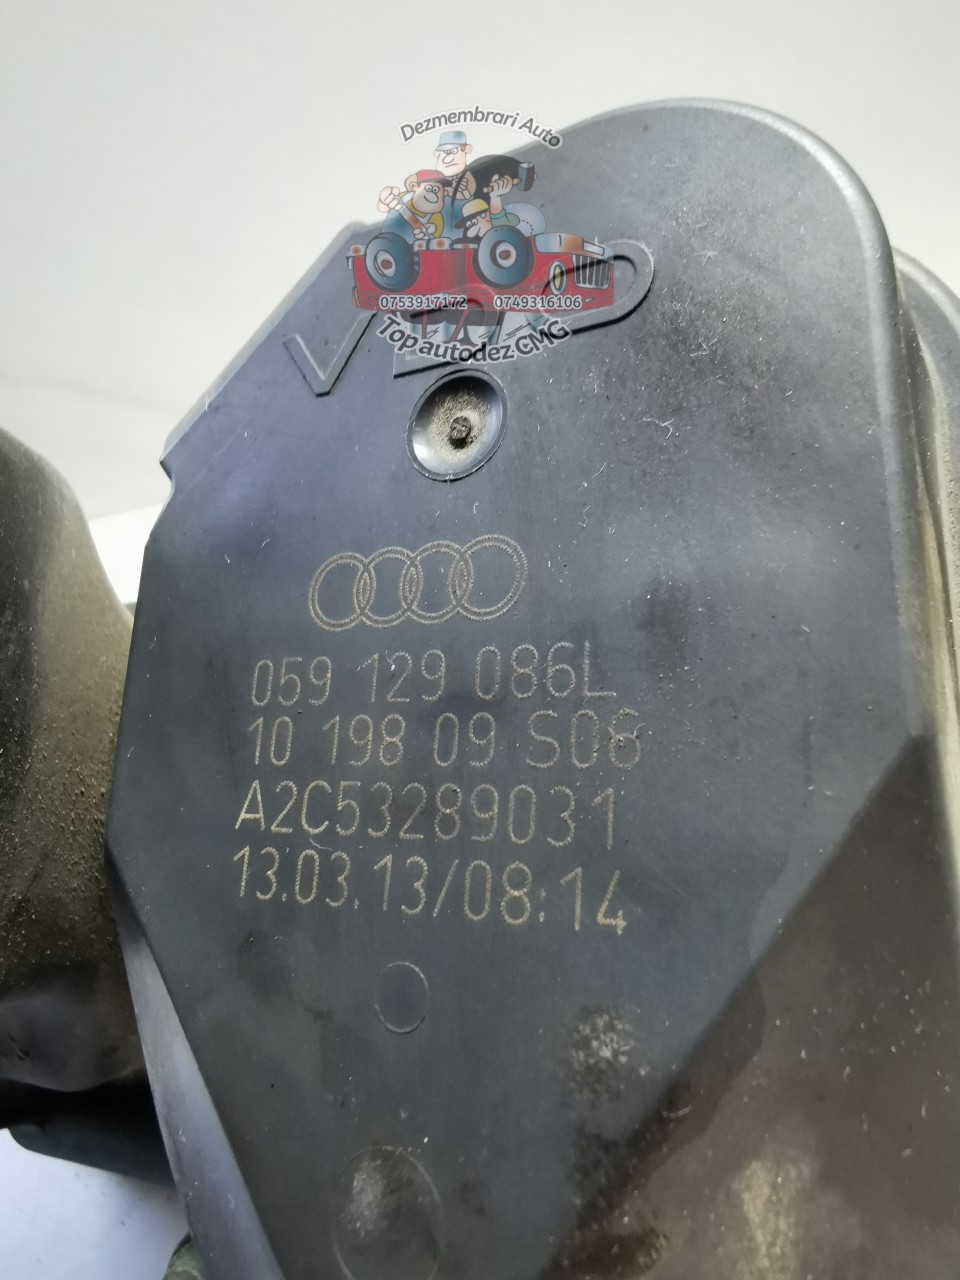 Dezmembrari Auto
0753917172 0749316106
Top autodez CMG
059 129 086L
10 198 09 S06
A2C53289031
13.03.13/08:14